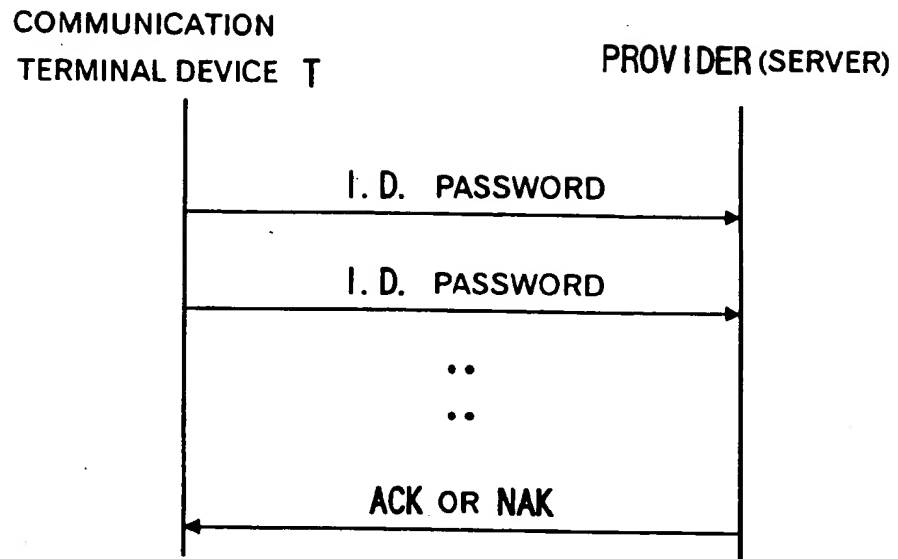 COMMUNICATION
TERMINAL DEVICE T
PROVIDER (SERVER)
I. D. PASSWORD
I. D. PASSWORD
ACK OR NAK